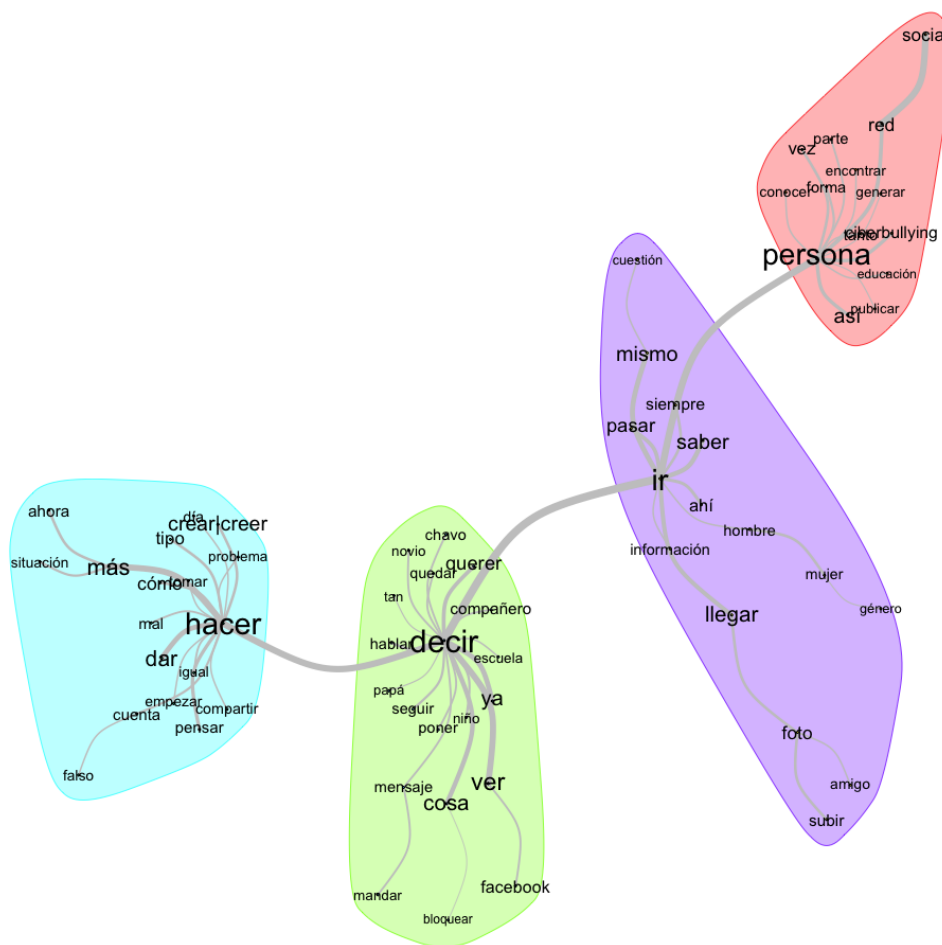 socia
red
parte
vez
encontrar
conocer
forma
generar
ciberbullying
tanto
persona
educación
publicar
así
cuestión
mismo
siempre
pasar
saber
ir
ahí
hombre
información
mujer
género
llegar
foto
amigo
subir
chavo
novio
querer
quedar
tan
compañero
decir
hablar
escuela
papá
ya
seguir
niño
poner
ver
mensaje
cosa
facebook
mandar
bloquear
ahora
día
crear|creer
tipo
problema
situación
más
cómo
tomar
mal
hacer
dar
igual
empezar
compartir
cuenta
pensar
falso